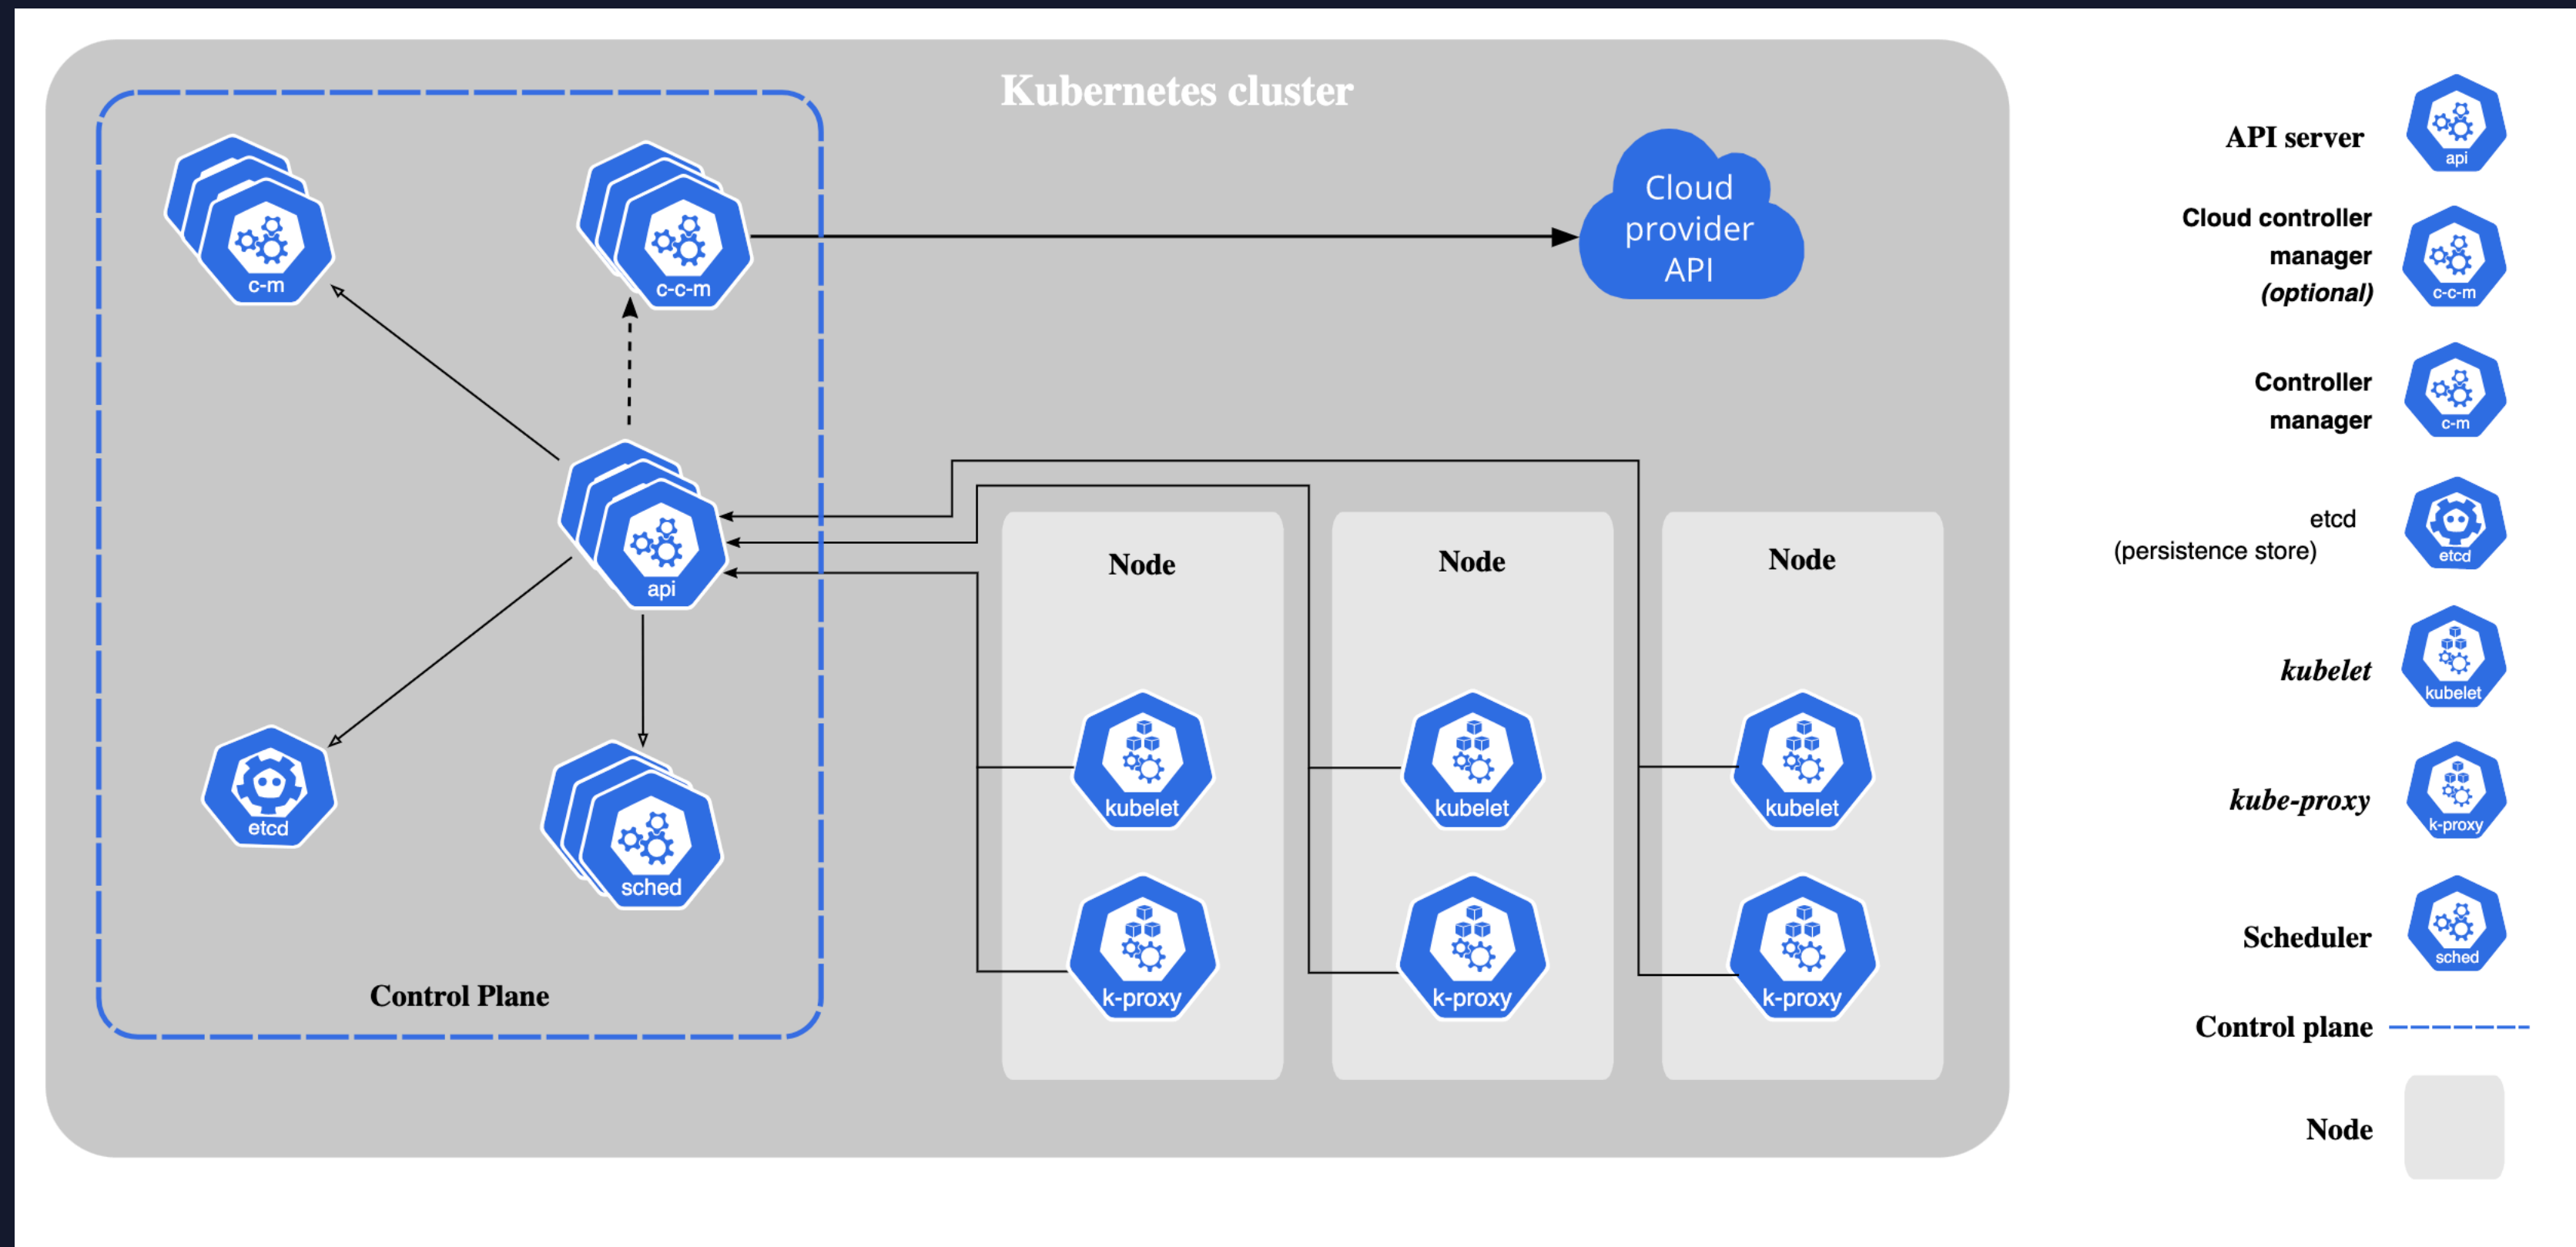 Kubernetes cluster
c-m
c-c-m
Cloud
provider
API
api
etcd
sched
Control Plane
Node
kubelet
k-proxy
Node
kubelet
k-proxy
Node
kubelet
k-proxy
API server
api
Cloud controller
manager
(optional)
c-c-m
Controller
manager
c-m
etcd
(persistence store)
etcd
kubelet
kubelet
kube-proxy
k-proxy
Scheduler
sched
Control plane
Node